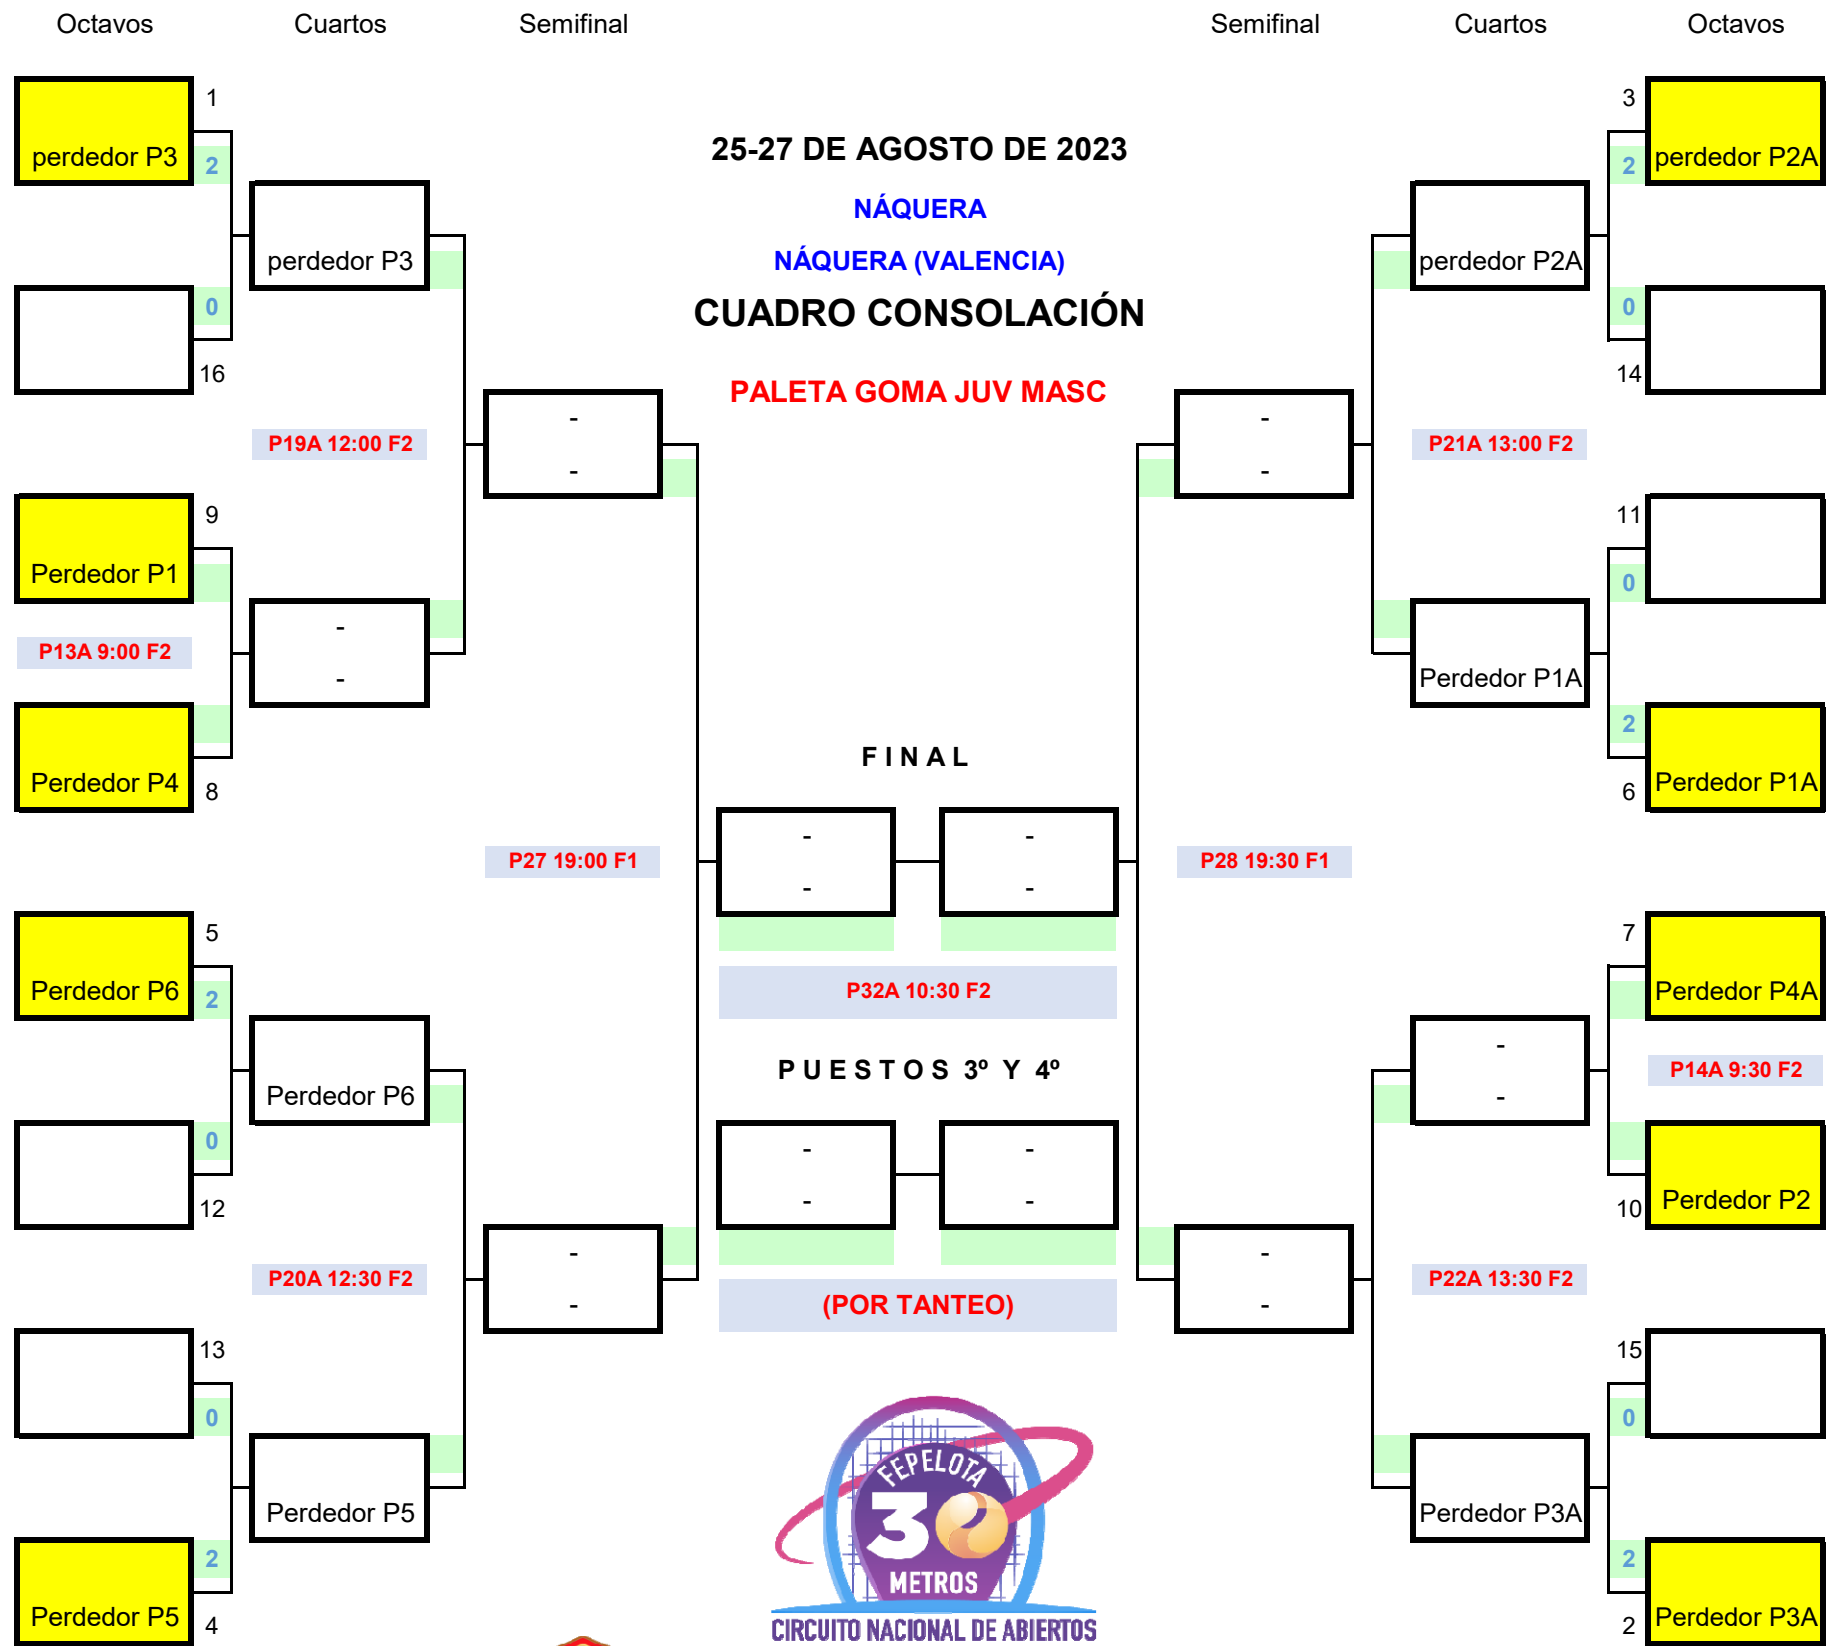 Octavos Cuartos Semifinal Semifinal Cuartos Octavos
1 3
perdedor P3 2 25-27 DE AGOSTO DE 2023 2 perdedor P2A
NÁQUERA
perdedor P3 NÁQUERA (VALENCIA) perdedor P2A
0 CUADRO CONSOLACIÓN 0
16 14
PALETA GOMA JUV MASC
- -
P19A 12:00 F2 P21A 13:00 F2
- -
9 11
Perdedor P1 0
-
P13A 9:00 F2
- Perdedor P1A
2
FINAL
Perdedor P4 8 6 Perdedor P1A
- -
P27 19:00 F1 P28 19:30 F1
- -
5 7
Perdedor P6 2 P32A 10:30 F2 Perdedor P4A
-
PUESTOS 3º Y 4º P14A 9:30 F2
Perdedor P6 -
0 - -
12 - - 10 Perdedor P2
- -
P20A 12:30 F2 P22A 13:30 F2
- (POR TANTEO) -
13 15
0 0
FEPELOTA
30
Perdedor P5 Perdedor P3A
2 METROS 2
Perdedor P5 4 CIRCUITO NACIONAL DE ABIERTOS 2 Perdedor P3A